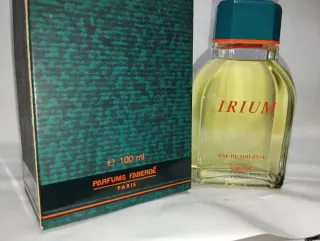 e 100 ml
PARFUMS FABERGÉ
PARIS
IRIUM
EAU DE TOILETTE